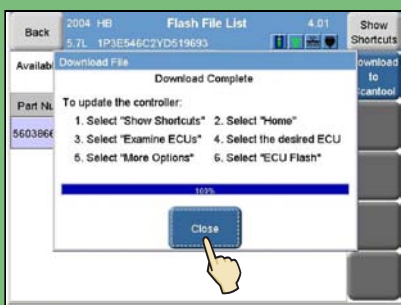 Back
2004 HB Flash File List 4.01
5.7L 1P3E546C2YD519693
Show
Shortcuts
Availabl
Download File
Download Complete
ownload
to
cantool
To update the controller:
Part Nu
1. Select "Show Shortcuts" 2. Select "Home"
3. Select "Examine ECUs" 4. Select the desired ECU
5603866
5. Select "More Options" 6. Select "ECU Flash"
100%
Close